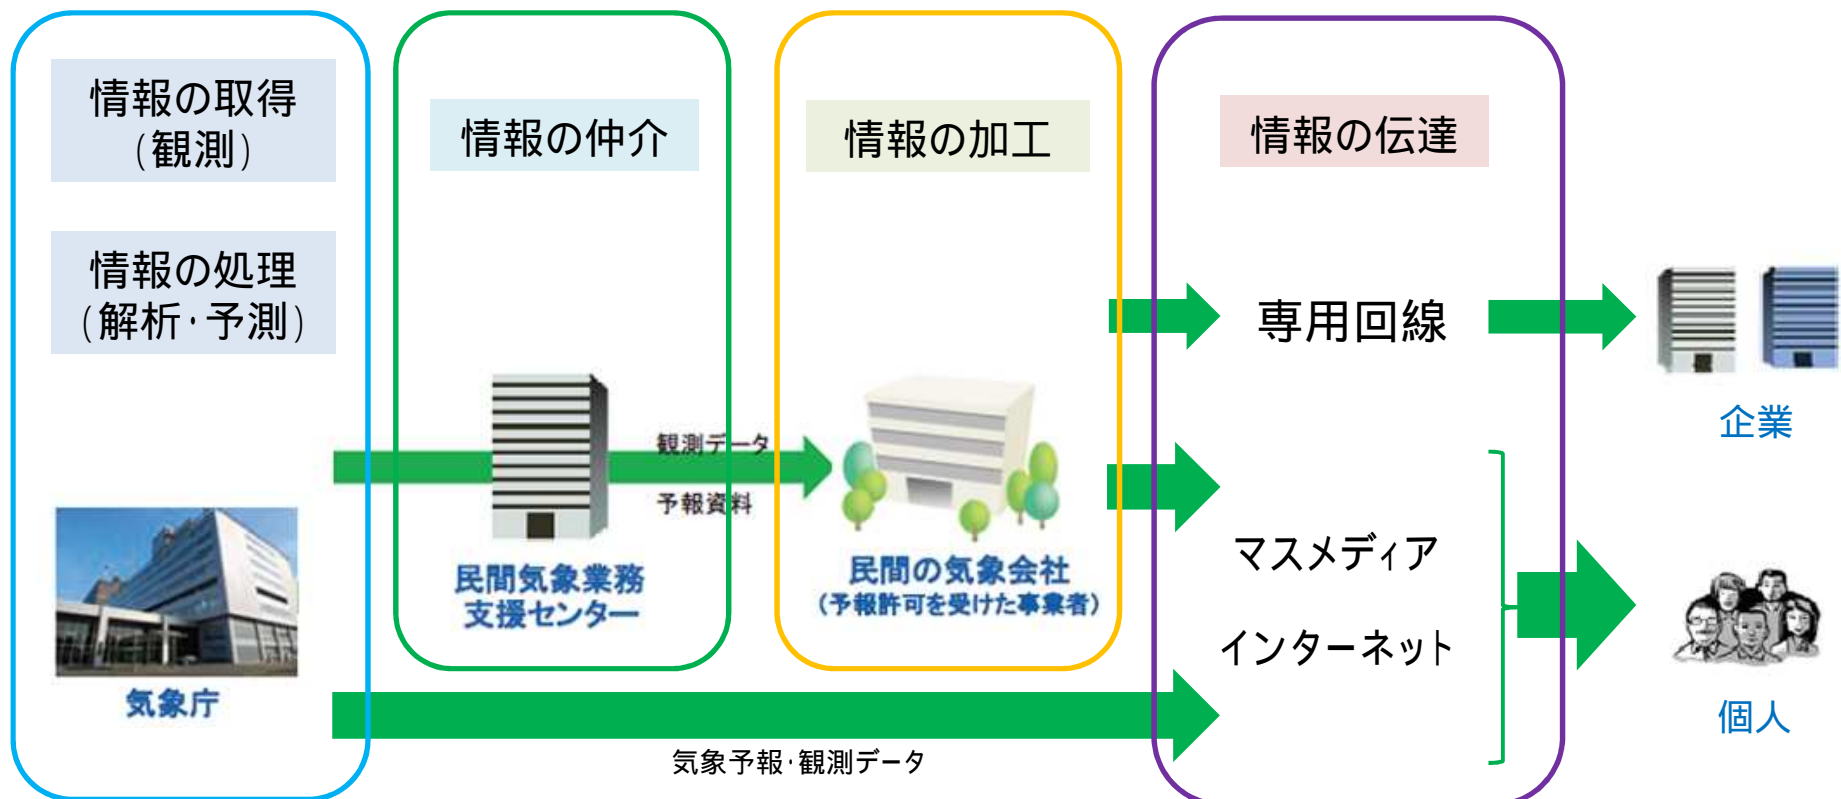 情報の取得
(観測)
情報の処理
(解析・予測)
気象庁
情報の仲介
民間気象業務
支援センター
観測データ
予報資料
情報の加工
民間の気象会社
(予報許可を受けた事業者)
気象予報・観測データ
情報の伝達
専用回線
マスメディア
インターネット
企業
個人